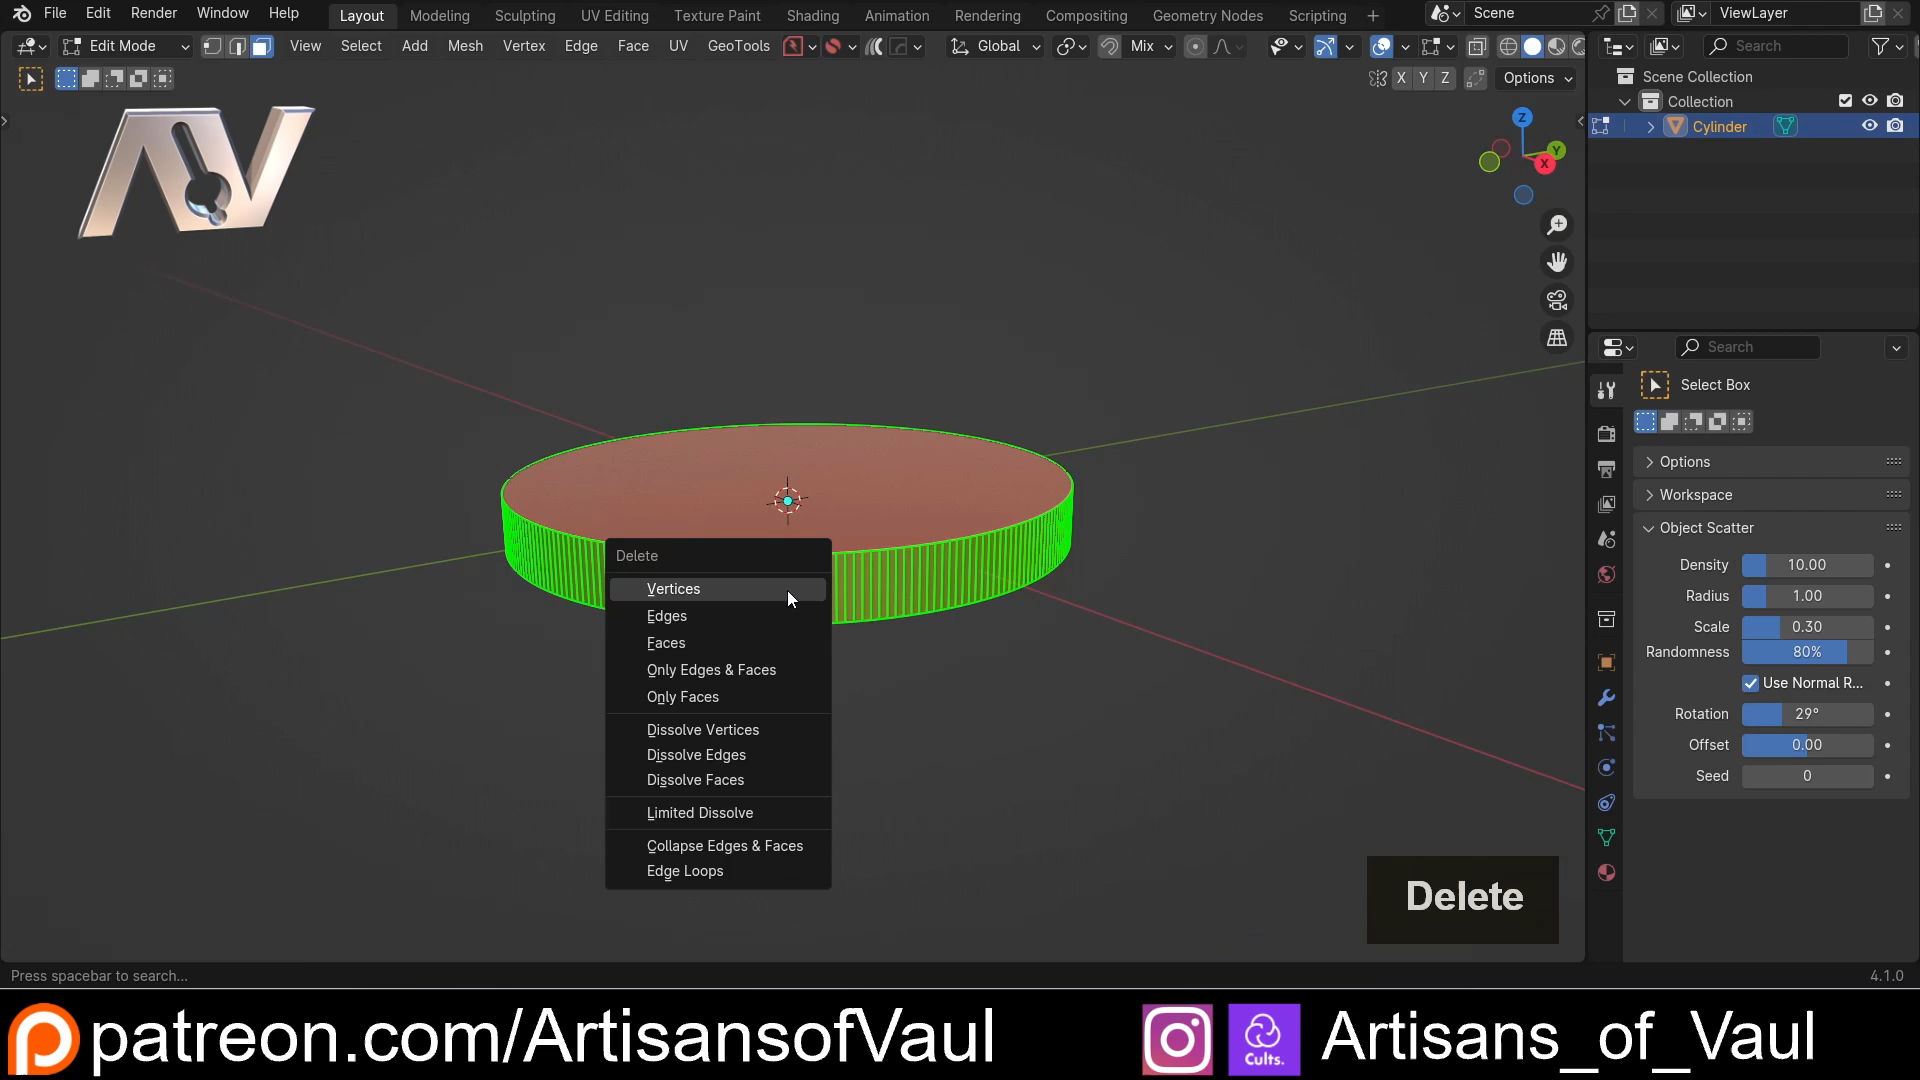 File Edit Render Window Help Layout Modeling Sculpting UV Editing Texture Paint Shading Animation Rendering Compositing Geometry Nodes Scripting + Scene ViewLayer
Edit Mode View Select Add Mesh Vertex Edge Face UV GeoTools Global Mix Search
X Y Z Options
Scene Collection
Collection
Cylinder
Z
Y
X
Search
Select Box
Options
Workspace
Object Scatter
Density 10.00
Radius 1.00
Scale 0.30
Randomness 80%
Use Normal R...
Rotation 29°
Offset 0.00
Seed 0
Delete
Vertices
Edges
Faces
Only Edges & Faces
Only Faces
Dissolve Vertices
Dissolve Edges
Dissolve Faces
Limited Dissolve
Collapse Edges & Faces
Edge Loops
Delete
Press spacebar to search...
4.1.0
patreon.com/ArtisansofVaul
Cults.
Artisans_of_Vaul
AV